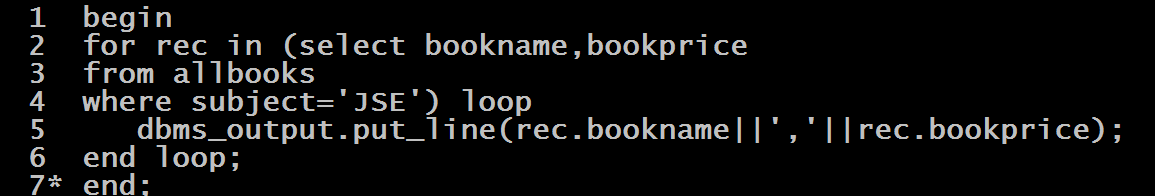 1 begin
2 for rec in (select bookname,bookprice
3 from allbooks
4 where subject='JSE') loop
5    dbms_output.put_line(rec.bookname||','||rec.bookprice);
6 end loop;
7* end;